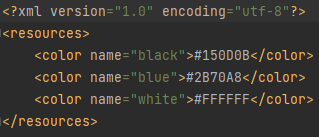 <?xml version="1.0" encoding="utf-8"?>
<resources>
    <color name="black">#150D0B</color>
    <color name="blue">#2B70A8</color>
    <color name="white">#FFFFFF</color>
</resources>